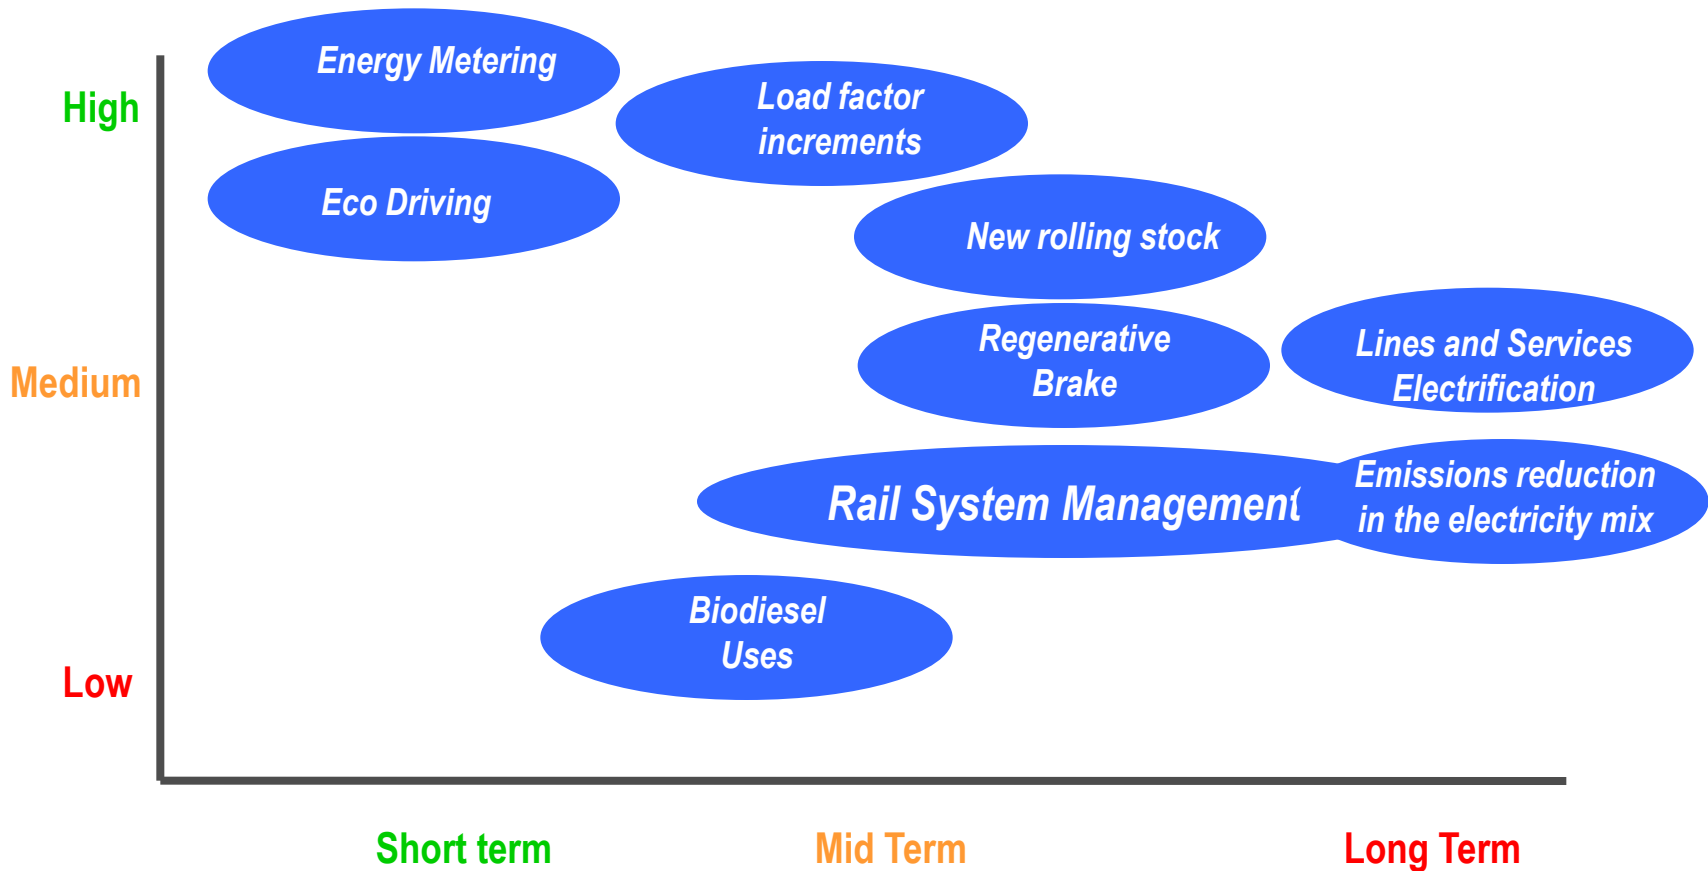 Energy Metering
High
Load factor
increments
Eco Driving
New rolling stock
Regenerative
Brake
Lines and Services
Electrification
Medium
Rail System Management
Emissions reduction
in the electricity mix
Biodiesel
Uses
Low
Short term
Mid Term
Long Term